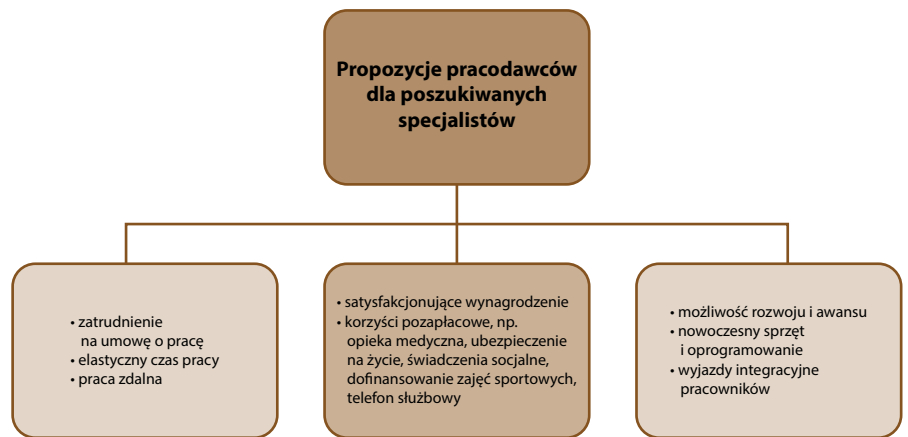 Propozycje pracodawców
dla poszukiwanych
specjalistów
• zatrudnienie
na umowę o pracę
• elastyczny czas pracy
• praca zdalna
• satysfakcjonujące wynagrodzenie
• korzyści pozapłacowe, np.
opieka medyczna, ubezpieczenie
na życie, świadczenia socjalne,
dofinansowanie zajęć sportowych,
telefon służbowy
• możliwość rozwoju i awansu
• nowoczesny sprzęt
i oprogramowanie
• wyjazdy integracyjne
pracowników